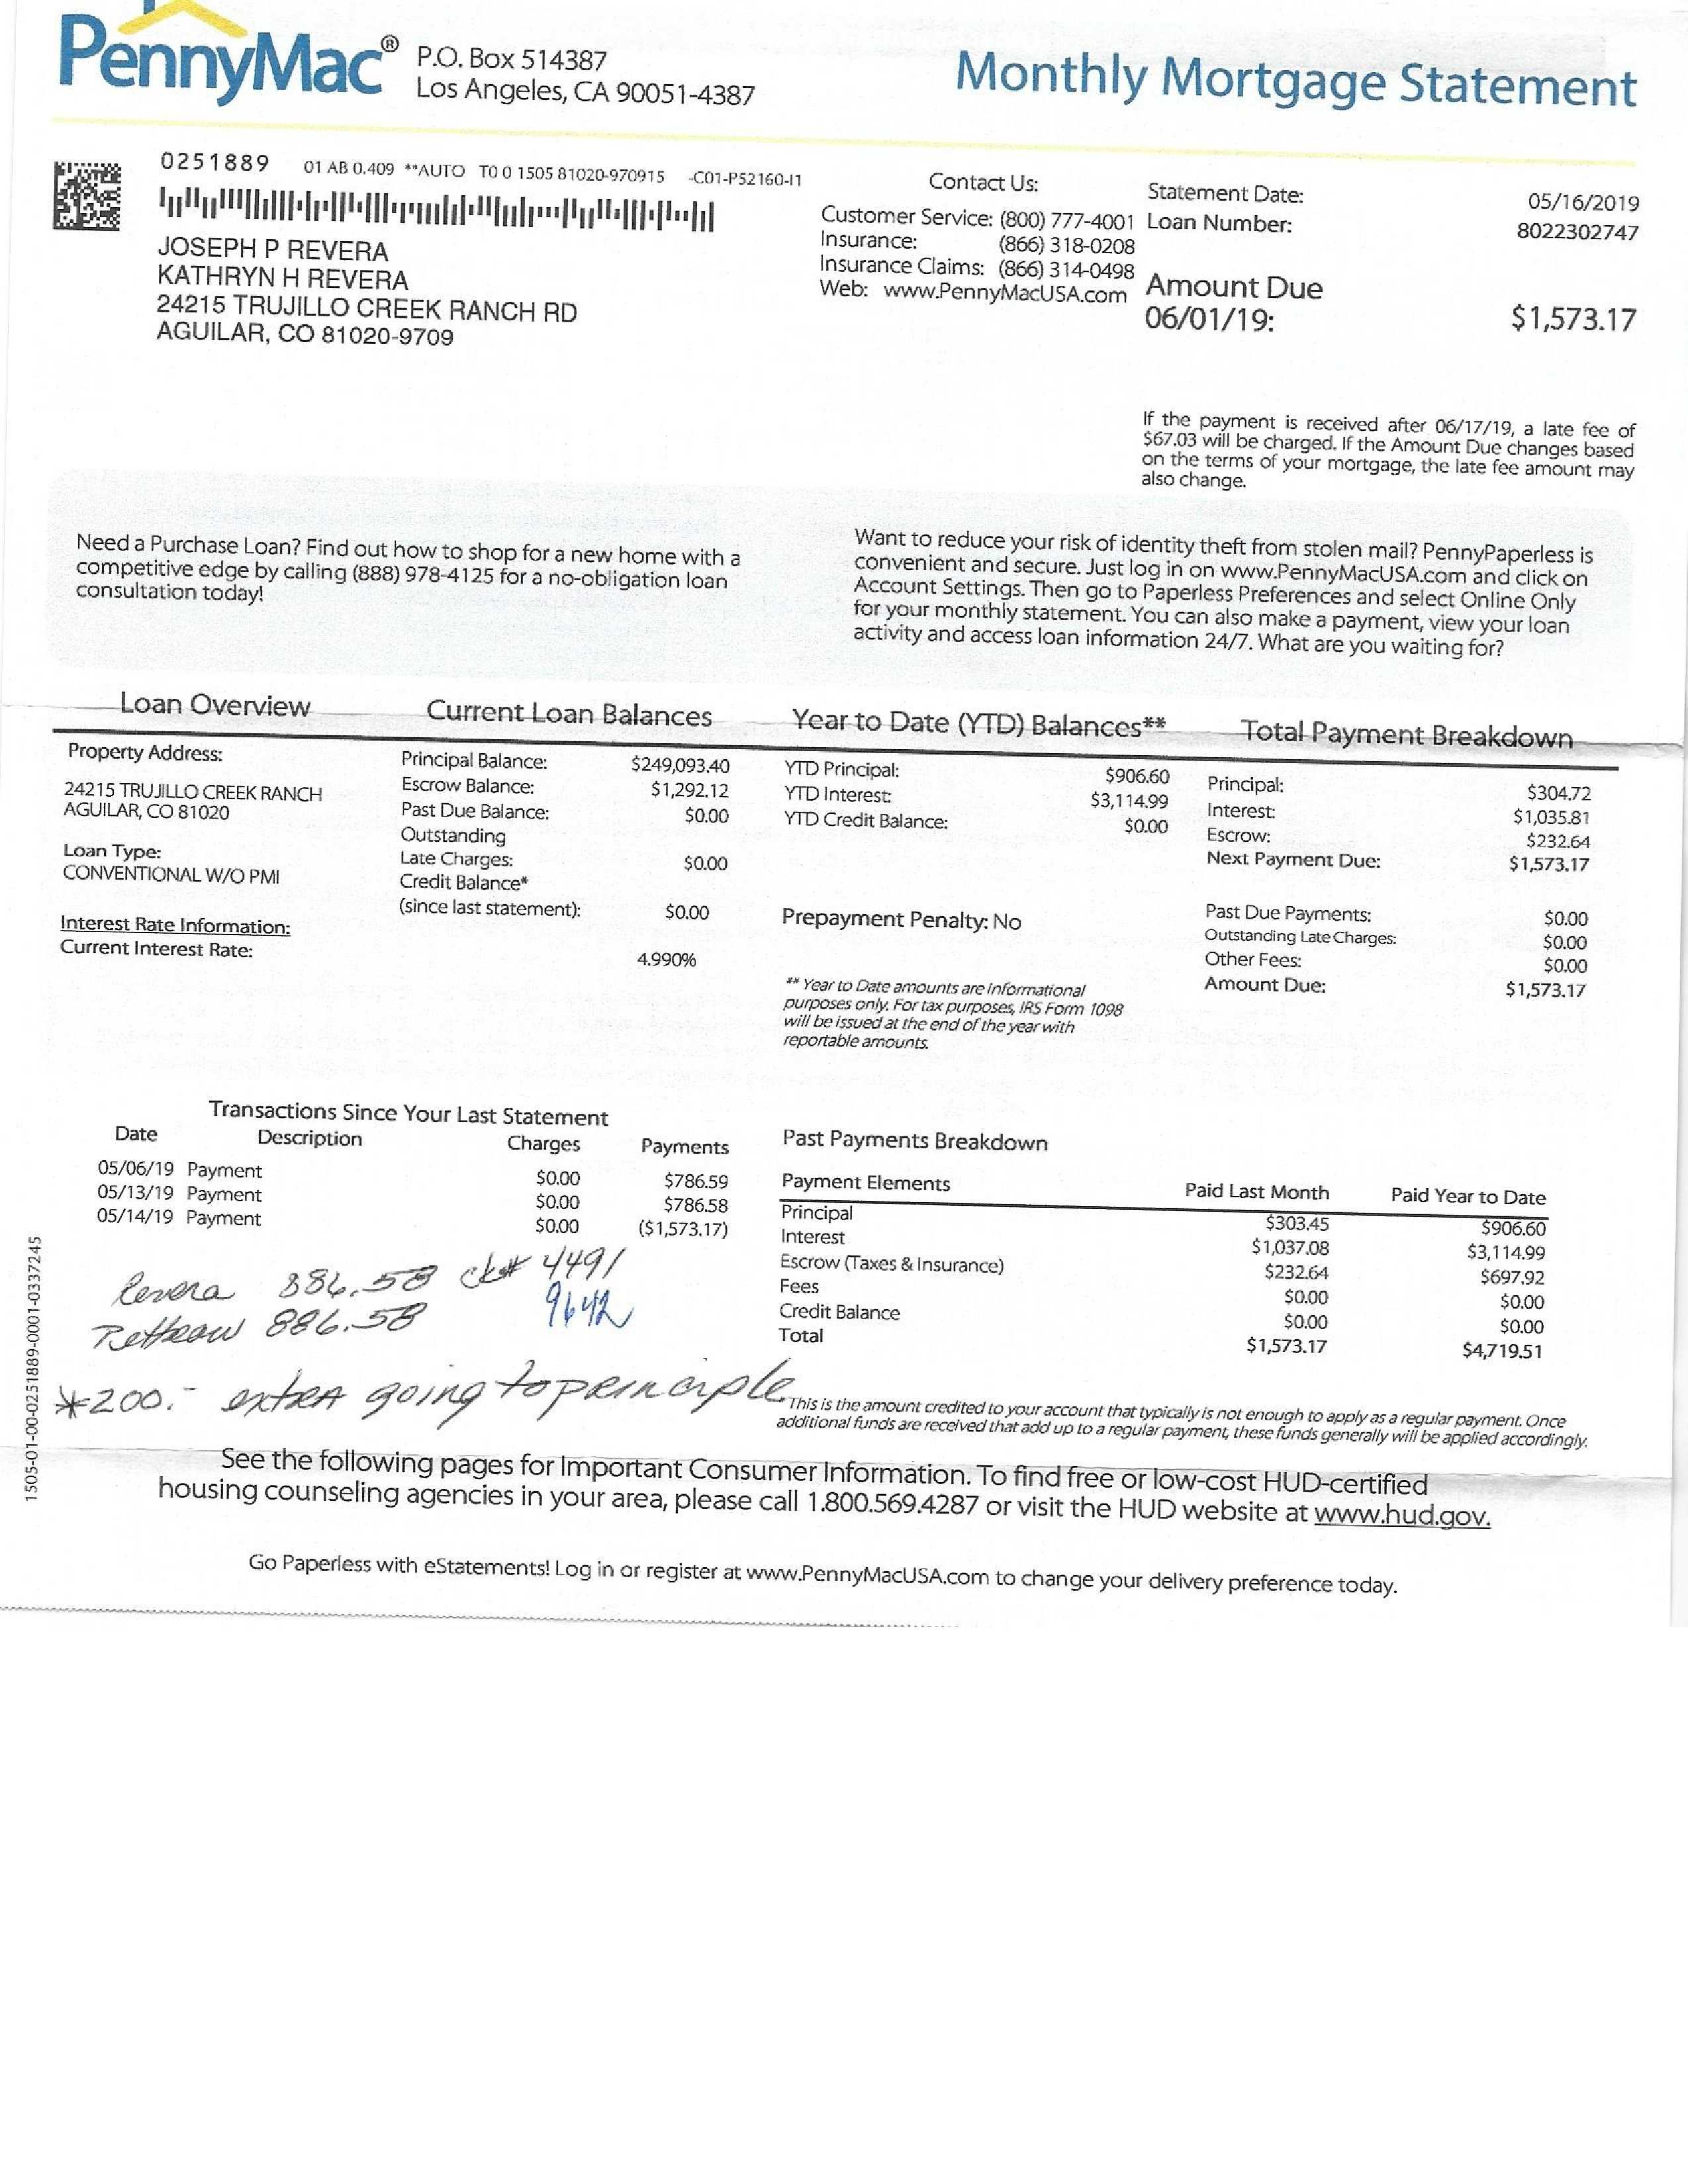 PennyMac®
P.O. Box 514387
Los Angeles, CA 90051-4387
Monthly Mortgage Statement
0251889 01 AB 0.409 **AUTO T0 0 1505 81020-970915 -C01-P52160-I1
JOSEPH P REVERA
KATHRYN H REVERA
24215 TRUJILLO CREEK RANCH RD
AGUILAR, CO 81020-9709
Contact Us:
Customer Service: (800) 777-4001
Insurance: (866) 318-0208
Insurance Claims: (866) 314-0498
Web: www.PennyMacUSA.com
Statement Date: 05/16/2019
Loan Number: 8022302747
Amount Due
06/01/19: $1,573.17
If the payment is received after 06/17/19, a late fee of
$67.03 will be charged. If the Amount Due changes based
on the terms of your mortgage, the late fee amount may
also change.
Need a Purchase Loan? Find out how to shop for a new home with a
competitive edge by calling (888) 978-4125 for a no-obligation loan
consultation today!
Want to reduce your risk of identity theft from stolen mail? PennyPaperless is
convenient and secure. Just log in on www.PennyMacUSA.com and click on
Account Settings. Then go to Paperless Preferences and select Online Only
for your monthly statement. You can also make a payment, view your loan
activity and access loan information 24/7. What are you waiting for?
Loan Overview
Property Address:
24215 TRUJILLO CREEK RANCH
AGUILAR, CO 81020
Loan Type:
CONVENTIONAL W/O PMI
Interest Rate Information:
Current Interest Rate: 4.990%
Current Loan Balances
Principal Balance: $249,093.40
Escrow Balance: $1,292.12
Past Due Balance: $0.00
Outstanding
Late Charges: $0.00
Credit Balance*
(since last statement): $0.00
Year to Date (YTD) Balances**
YTD Principal: $906.60
YTD Interest: $3,114.99
YTD Credit Balance: $0.00
Prepayment Penalty: No
** Year to Date amounts are informational
purposes only. For tax purposes, IRS Form 1098
will be issued at the end of the year with
reportable amounts.
Total Payment Breakdown
Principal: $304.72
Interest: $1,035.81
Escrow: $232.64
Next Payment Due: $1,573.17
Past Due Payments: $0.00
Outstanding Late Charges: $0.00
Other Fees: $0.00
Amount Due: $1,573.17
Transactions Since Your Last Statement
Date Description Charges Payments
05/06/19 Payment $0.00 $786.59
05/13/19 Payment $0.00 $786.58
05/14/19 Payment $0.00 ($1,573.17)
Revera 886.58 ck# 4491
Rettraw 886.58 9642
*200.- extra going to principle
Past Payments Breakdown
Payment Elements Paid Last Month Paid Year to Date
Principal $303.45 $906.60
Interest $1,037.08 $3,114.99
Escrow (Taxes & Insurance) $232.64 $697.92
Fees $0.00 $0.00
Credit Balance $0.00 $0.00
Total $1,573.17 $4,719.51
This is the amount credited to your account that typically is not enough to apply as a regular payment. Once
additional funds are received that add up to a regular payment, these funds generally will be applied accordingly.
See the following pages for Important Consumer Information. To find free or low-cost HUD-certified
housing counseling agencies in your area, please call 1.800.569.4287 or visit the HUD website at www.hud.gov.
Go Paperless with eStatements! Log in or register at www.PennyMacUSA.com to change your delivery preference today.
1505-01-00-0251889-0001-0337245